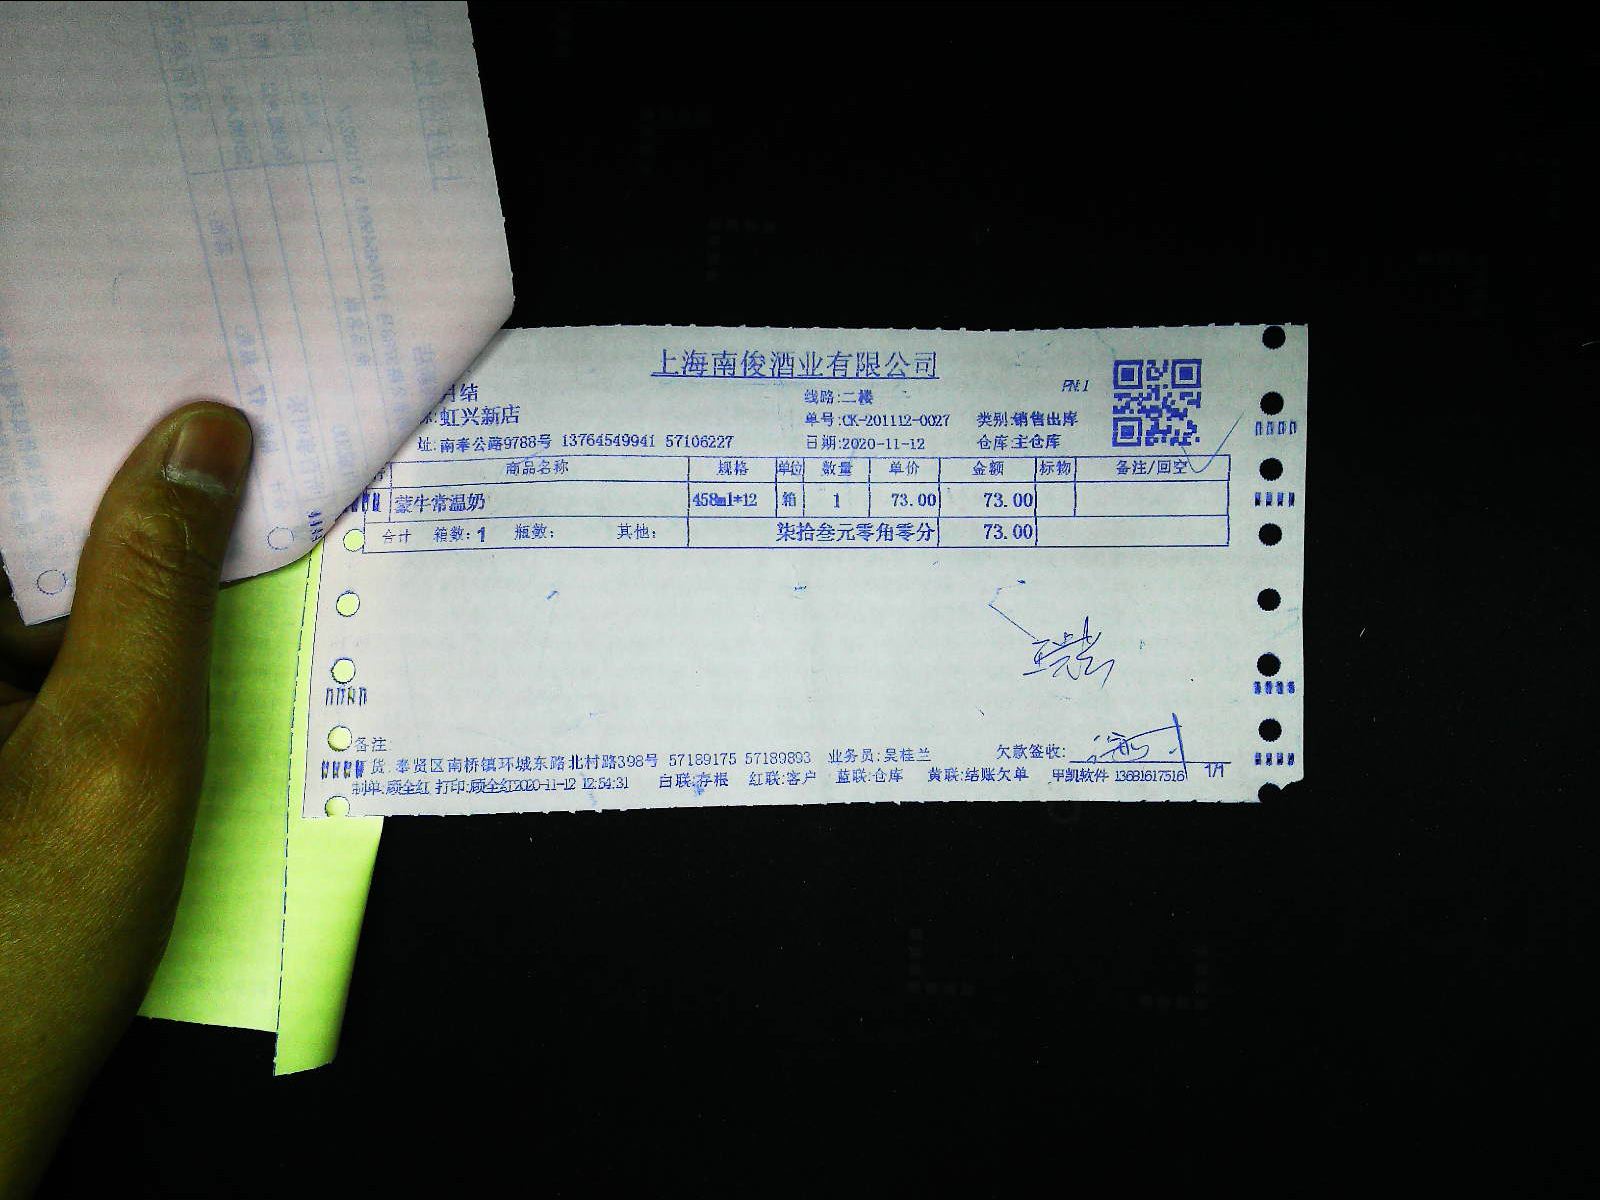 上海南俊酒业有限公司
PN:1
月结
线路:二楼
虹兴新店
单号:CK-201112-0027 类别:销售出库
址:南奉公路9788号 13764549941 57106227
日期:2020-11-12 仓库:主仓库
商品名称 规格 单位 数量 单价 金额 标物 备注/回空
蒙牛常温奶 458ml*12 箱 1 73.00 73.00
合计 箱数:1 瓶数: 其他: 柒拾叁元零角零分 73.00
备注
货:奉贤区南桥镇环城东路北村路398号 57189175 57189893 业务员:吴桂兰 欠款签收:
制单:顾全红 打印:顾全红2020-11-12 12:54:31 白联:存根 红联:客户 蓝联:仓库 黄联:结账欠单 甲凯软件 13681617516 1/1